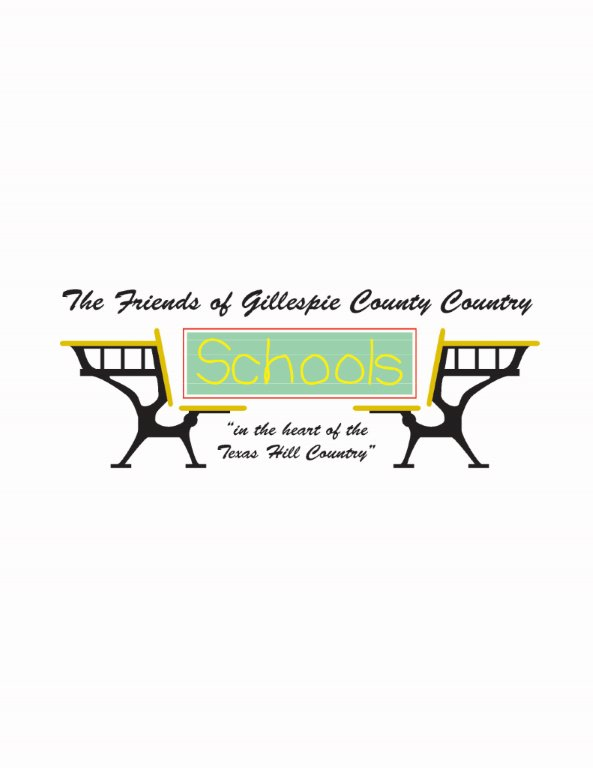 The Friends of Gillespie County Country
Schools
“in the heart of the
Texas Hill Country”